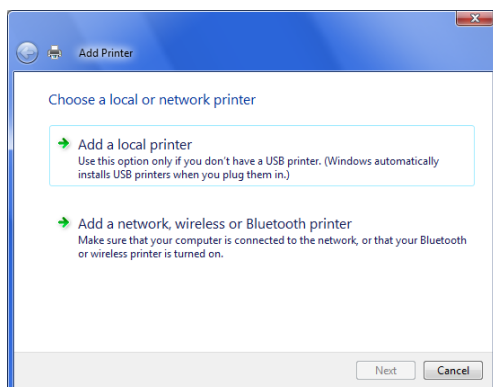 Add Printer
Choose a local or network printer
Add a local printer
Use this option only if you don't have a USB printer. (Windows automatically
installs USB printers when you plug them in.)
Add a network, wireless or Bluetooth printer
Make sure that your computer is connected to the network, or that your Bluetooth
or wireless printer is turned on.
Next Cancel